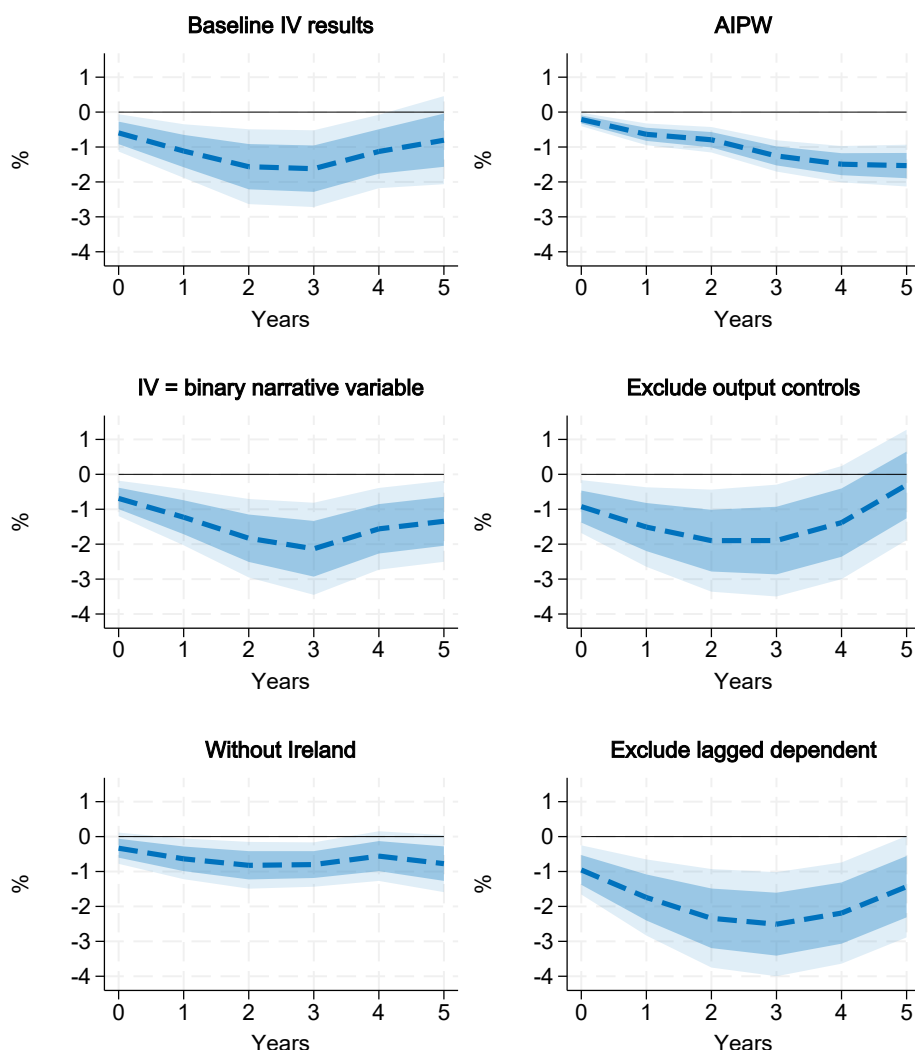 Baseline IV results
1
0
-1
-2
-3
-4
%
0 1 2 3 4 5
Years
AIPW
1
0
-1
-2
-3
-4
%
0 1 2 3 4 5
Years
IV = binary narrative variable
1
0
-1
-2
-3
-4
%
0 1 2 3 4 5
Years
Exclude output controls
1
0
-1
-2
-3
-4
%
0 1 2 3 4 5
Years
Without Ireland
1
0
-1
-2
-3
-4
%
0 1 2 3 4 5
Years
Exclude lagged dependent
1
0
-1
-2
-3
-4
%
0 1 2 3 4 5
Years